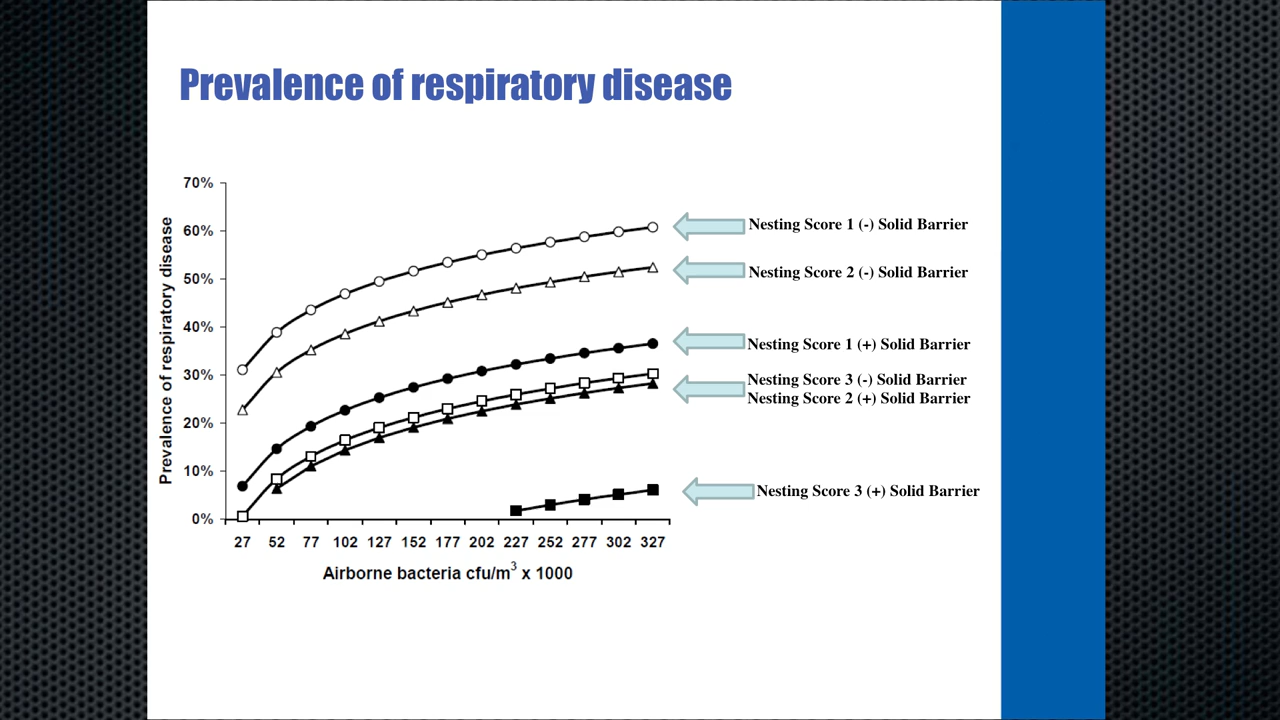 Prevalence of respiratory disease
Prevalence of respiratory disease
70%
60%
50%
40%
30%
20%
10%
0%
27 52 77 102 127 152 177 202 227 252 277 302 327
Airborne bacteria cfu/m³ x 1000
Nesting Score 1 (-) Solid Barrier
Nesting Score 2 (-) Solid Barrier
Nesting Score 1 (+) Solid Barrier
Nesting Score 3 (-) Solid Barrier
Nesting Score 2 (+) Solid Barrier
Nesting Score 3 (+) Solid Barrier